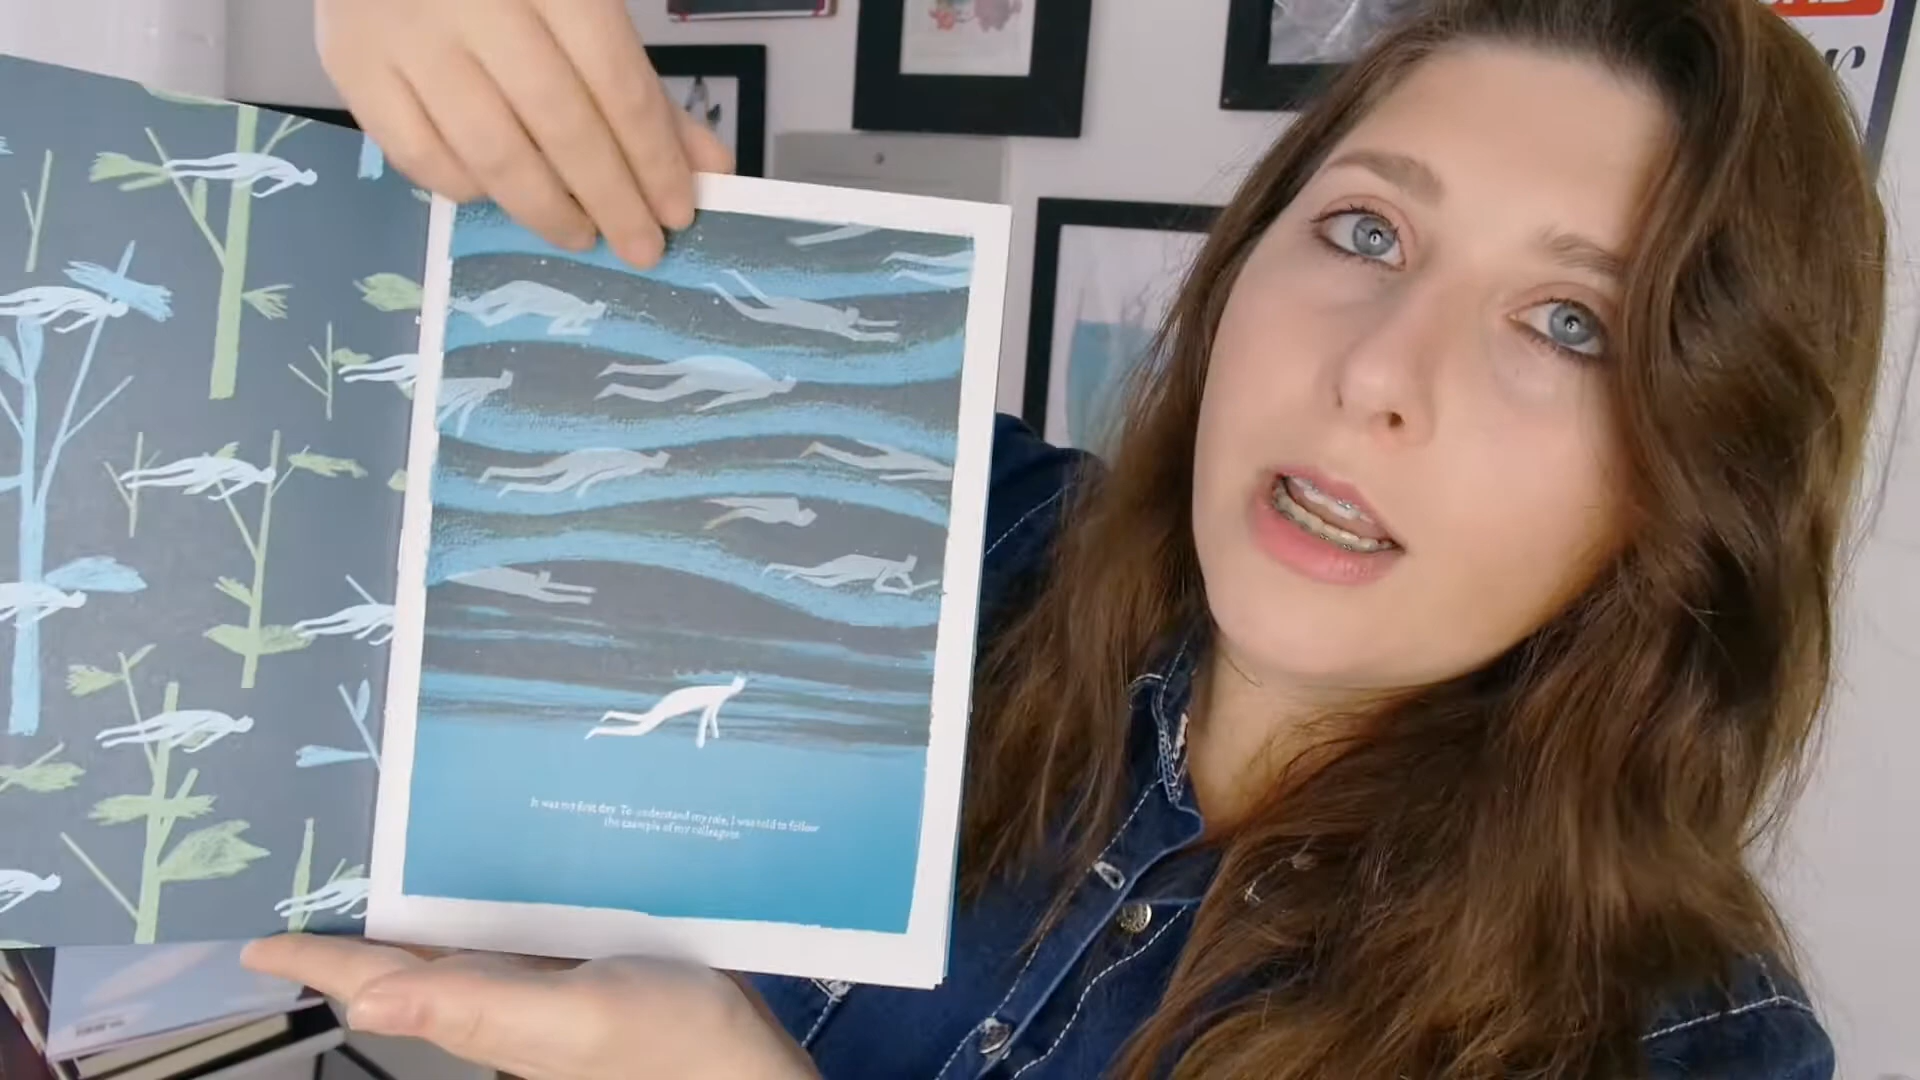 It was my first day. To understand my role, I was told to follow
the example of my colleagues.